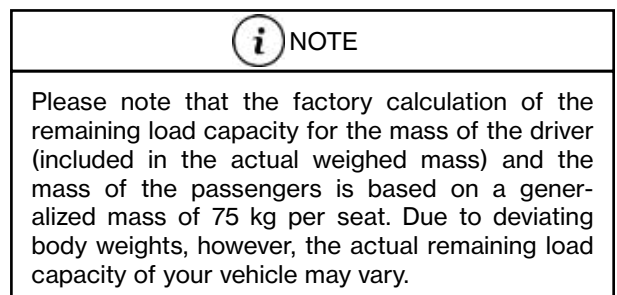 i NOTE
Please note that the factory calculation of the
remaining load capacity for the mass of the driver
(included in the actual weighed mass) and the
mass of the passengers is based on a gener-
alized mass of 75 kg per seat. Due to deviating
body weights, however, the actual remaining load
capacity of your vehicle may vary.